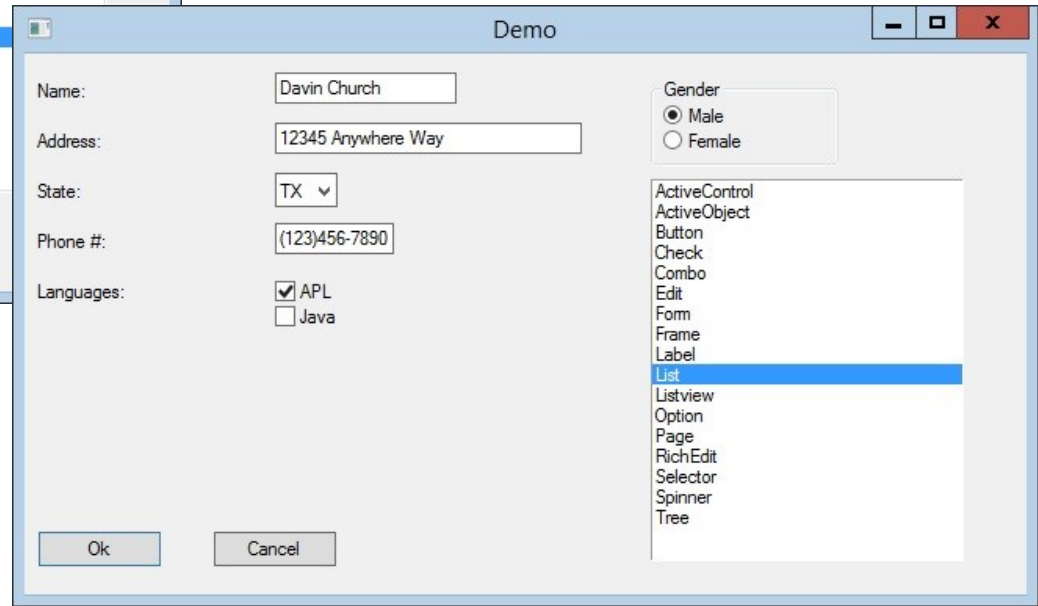 Demo
Name:
Davin Church
Address:
12345 Anywhere Way
State:
TX
Phone #:
(123)456-7890
Languages:
APL
Java
Gender
Male
Female
ActiveControl
ActiveObject
Button
Check
Combo
Edit
Form
Frame
Label
List
Listview
Option
Page
RichEdit
Selector
Spinner
Tree
Ok
Cancel